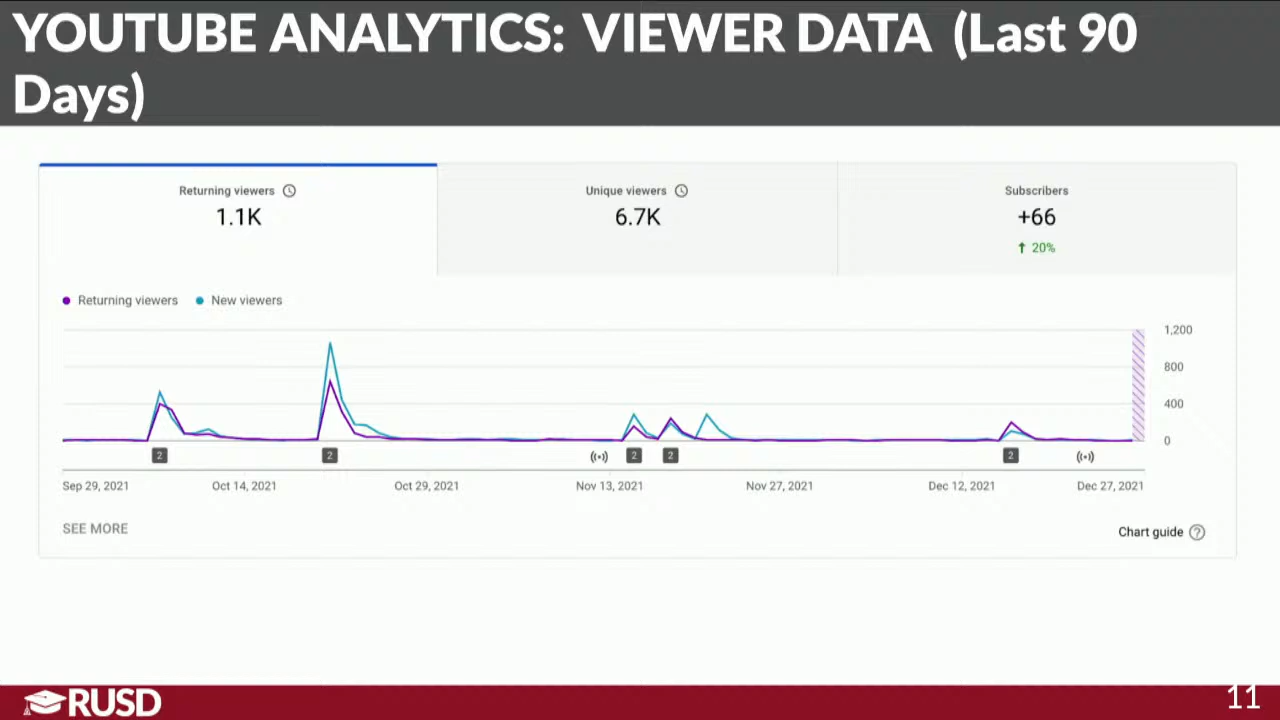 YOUTUBE ANALYTICS: VIEWER DATA (Last 90
Days)
Returning viewers
1.1K
Unique viewers
6.7K
Subscribers
+66
↑ 20%
Returning viewers
New viewers
1,200
800
400
0
2
2
2
2
2
Sep 29, 2021
Oct 14, 2021
Oct 29, 2021
Nov 13, 2021
Nov 27, 2021
Dec 12, 2021
Dec 27, 2021
SEE MORE
Chart guide ?
RUSD
11